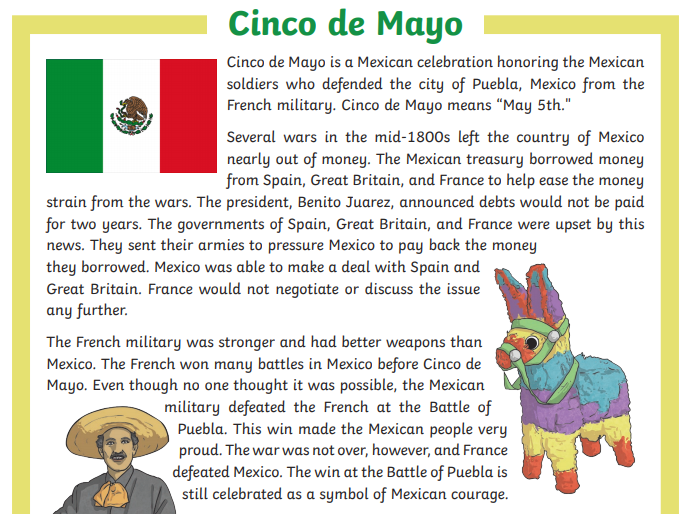 Cinco de Mayo
Cinco de Mayo is a Mexican celebration honoring the Mexican
soldiers who defended the city of Puebla, Mexico from the
French military. Cinco de Mayo means “May 5th."
Several wars in the mid-1800s left the country of Mexico
nearly out of money. The Mexican treasury borrowed money
from Spain, Great Britain, and France to help ease the money
strain from the wars. The president, Benito Juarez, announced debts would not be paid
for two years. The governments of Spain, Great Britain, and France were upset by this
news. They sent their armies to pressure Mexico to pay back the money
they borrowed. Mexico was able to make a deal with Spain and
Great Britain. France would not negotiate or discuss the issue
any further.
The French military was stronger and had better weapons than
Mexico. The French won many battles in Mexico before Cinco de
Mayo. Even though no one thought it was possible, the Mexican
military defeated the French at the Battle of
Puebla. This win made the Mexican people very
proud. The war was not over, however, and France
defeated Mexico. The win at the Battle of Puebla is
still celebrated as a symbol of Mexican courage.